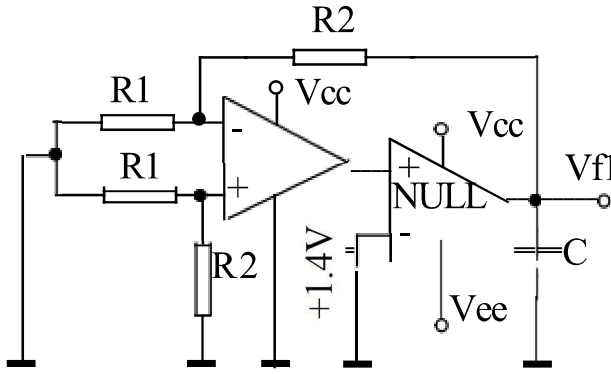 R2
R1
Vcc
-
Vcc
R1
Vf1
+
+
NULL
-
R2
+1.4V
C
Vee